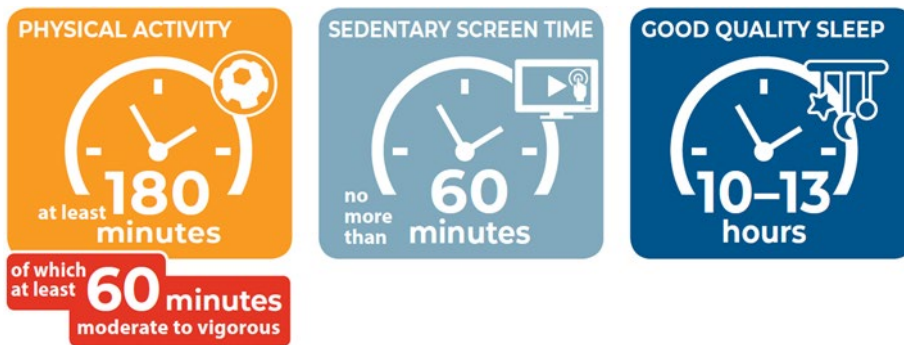 PHYSICAL ACTIVITY
at least 180
minutes
of which
at least 60 minutes
moderate to vigorous
SEDENTARY SCREEN TIME
no
more
than 60
minutes
GOOD QUALITY SLEEP
10–13
hours